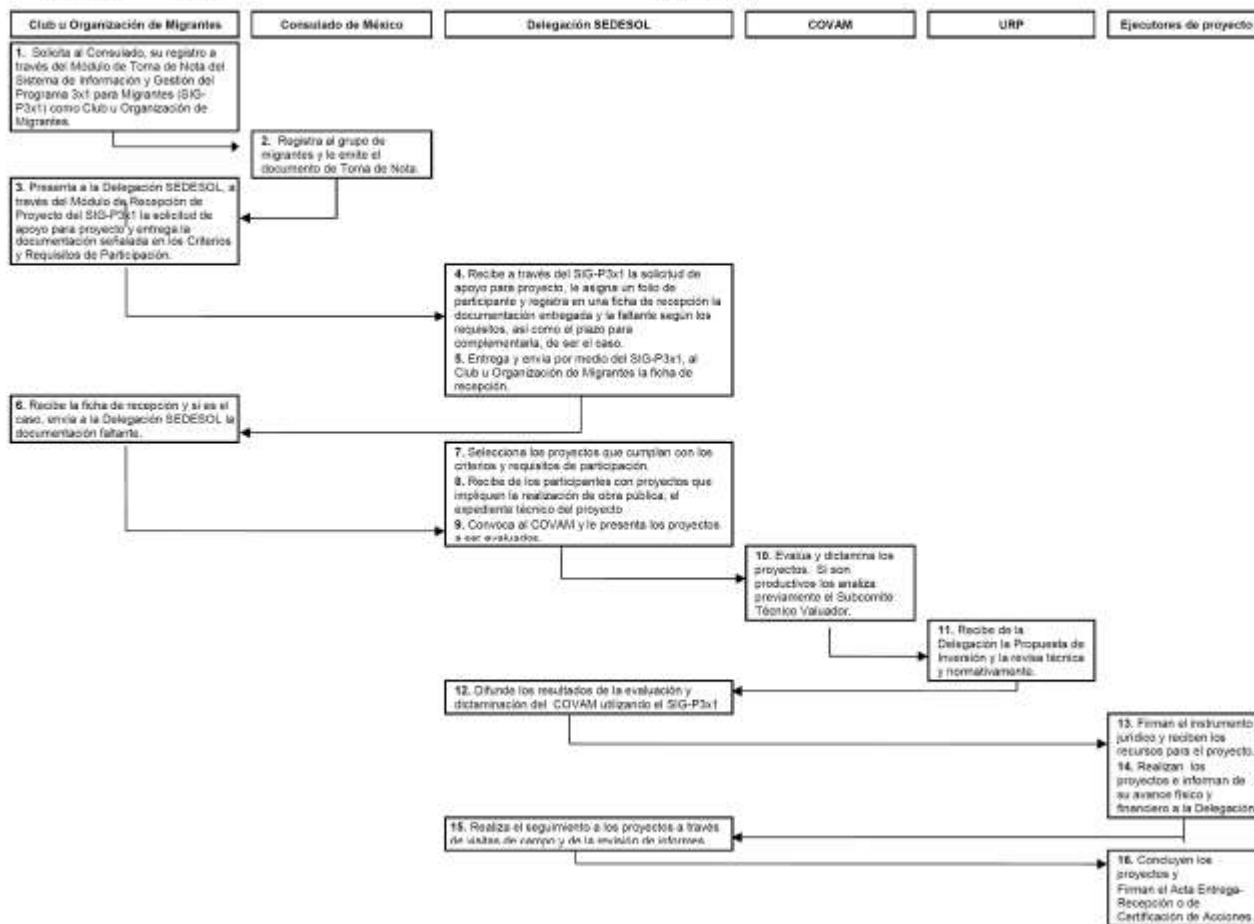 Club u Organización de Migrantes
Consulado de México
Delegación SEDESOL
COVAM
URP
Ejecutores de proyecto
1. Solicita al Consulado, su registro a
través del Módulo de Toma de Nota del
Sistema de Información y Gestión del
Programa 3x1 para Migrantes (SIG-
P3x1) como Club u Organización de
Migrantes.
2. Registra al grupo de
migrantes y le emite el
documento de Toma de Nota.
3. Presenta a la Delegación SEDESOL, a
través del Módulo de Recepción de
Proyecto del SIG-P3x1 la solicitud de
apoyo para proyecto y entrega la
documentación señalada en los Criterios
y Requisitos de Participación.
4. Recibe a través del SIG-P3x1 la solicitud de
apoyo para proyecto, le asigna un folio de
participante y registra en una ficha de recepción la
documentación entregada y la faltante según los
requisitos, así como el plazo para
complementarla, de ser el caso.
5. Entrega y envía por medio del SIG-P3x1, al
Club u Organización de Migrantes la ficha de
recepción.
6. Recibe la ficha de recepción y si es el
caso, envía a la Delegación SEDESOL la
documentación faltante.
7. Selecciona los proyectos que cumplan con los
criterios y requisitos de participación.
8. Recibe de los participantes con proyectos que
impliquen la realización de obra pública, el
expediente técnico del proyecto
9. Convoca al COVAM y le presenta los proyectos
a ser evaluados.
10. Evalúa y dictamina los
proyectos. Si son
productivos los analiza
previamente el Subcomité
Técnico Valuador.
11. Recibe de la
Delegación la Propuesta de
Inversión y la revisa técnica
y normativamente.
12. Difunde los resultados de la evaluación y
dictaminación del COVAM utilizando el SIG-P3x1
13. Firman el instrumento
jurídico y reciben los
recursos para el proyecto.
14. Realizan los
proyectos e informan de
su avance físico y
financiero a la Delegación
15. Realiza el seguimiento a los proyectos a través
de visitas de campo y de la revisión de informes
16. Concluyen los
proyectos y
Firman el Acta Entrega-
Recepción o de
Certificación de Acciones